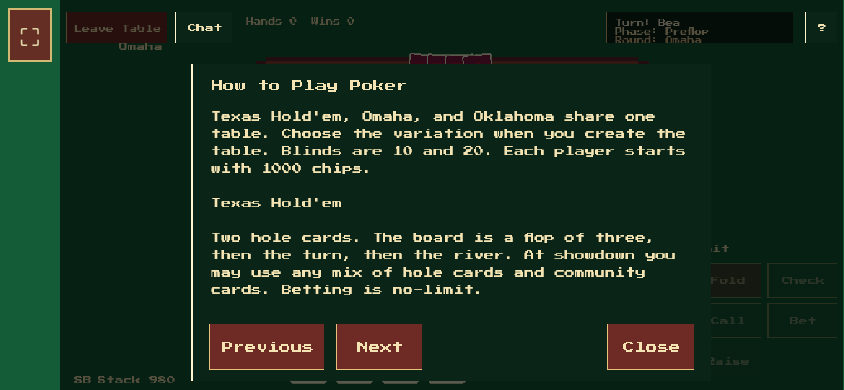 Leave Table
Chat
Hands 0 Wins 0
Turn: Bea
Phase: Preflop
Round: Omaha
?
Omaha
How to Play Poker
Texas Hold'em, Omaha, and Oklahoma share one
table. Choose the variation when you create the
table. Blinds are 10 and 20. Each player starts
with 1000 chips.
Texas Hold'em
Two hole cards. The board is a flop of three,
then the turn, then the river. At showdown you
may use any mix of hole cards and community
cards. Betting is no-limit.
Previous
Next
Close
Fold
Check
Call
Bet
Raise
SB Stack 980